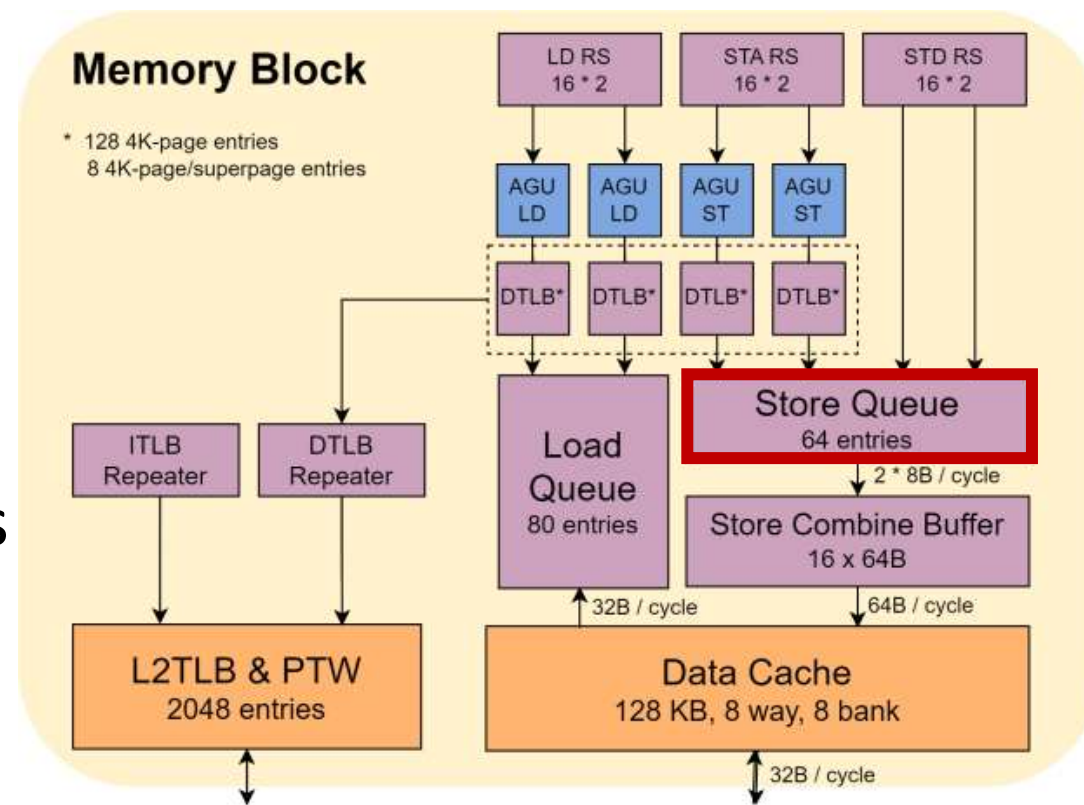 Memory Block
* 128 4K-page entries
8 4K-page/superpage entries
LD RS
16 * 2
STA RS
16 * 2
STD RS
16 * 2
AGU
LD
AGU
LD
AGU
ST
AGU
ST
DTLB*
DTLB*
DTLB*
DTLB*
ITLB
Repeater
DTLB
Repeater
Load
Queue
80 entries
Store Queue
64 entries
2 * 8B / cycle
Store Combine Buffer
16 x 64B
s
32B / cycle
64B / cycle
L2TLB & PTW
2048 entries
Data Cache
128 KB, 8 way, 8 bank
32B / cycle